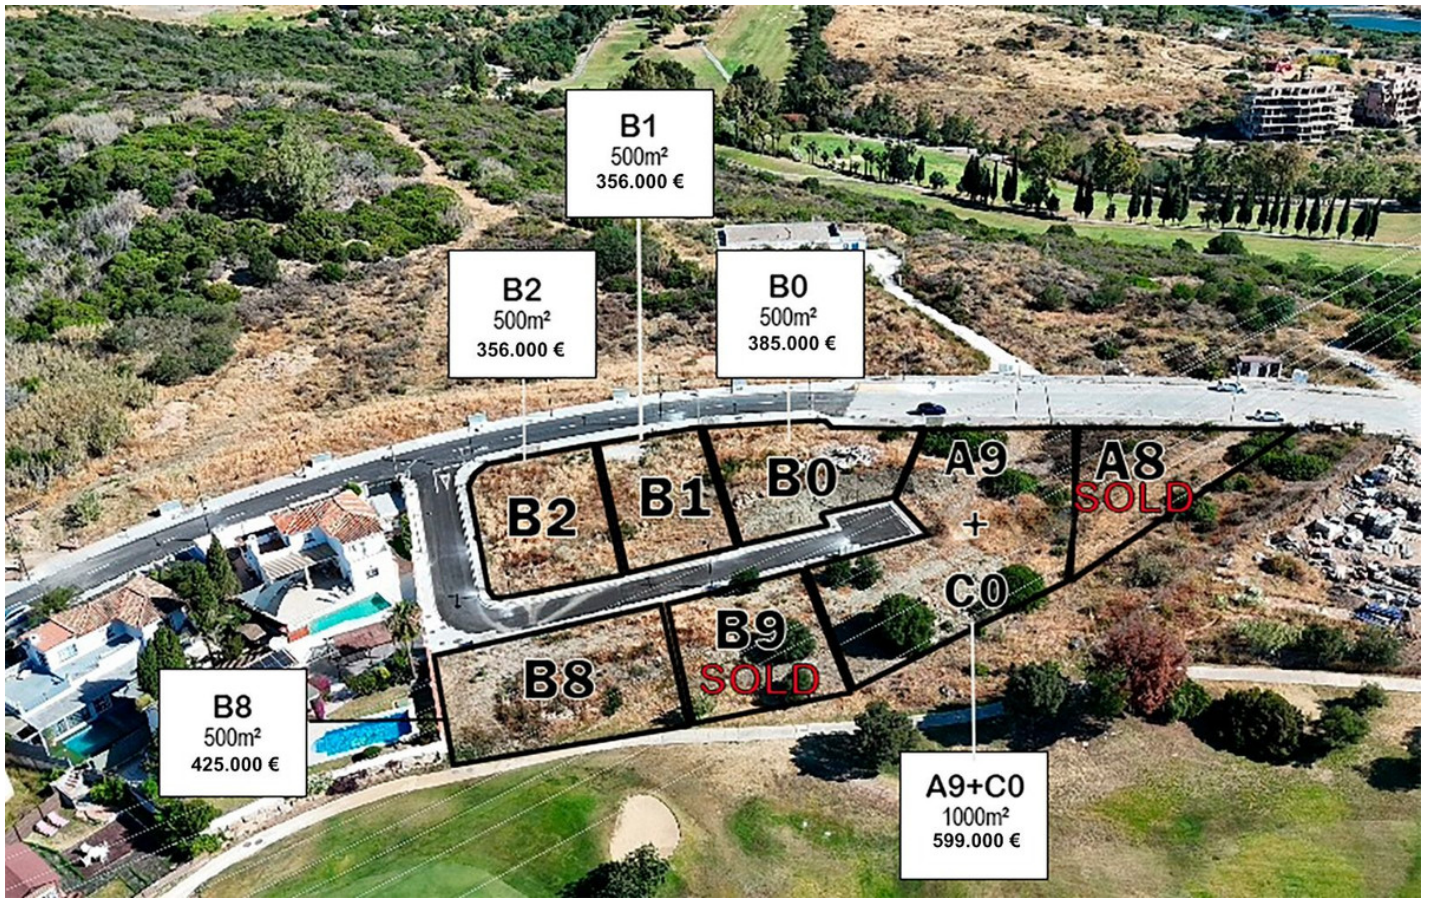 B1
500m²
356.000 €
B2
500m²
356.000 €
B0
500m²
385.000 €
B2
B1
B0
A9
+
C0
A8
SOLD
B8
B9
SOLD
B8
500m²
425.000 €
A9+C0
1000m²
599.000 €